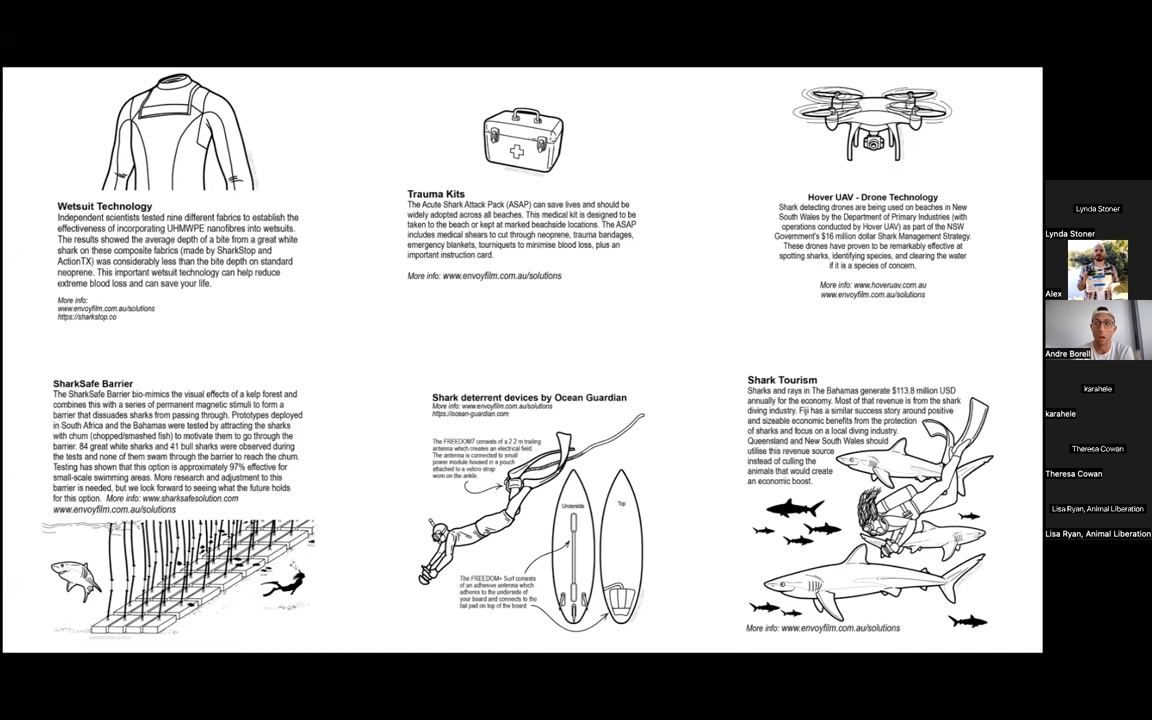 Wetsuit Technology
Independent scientists tested nine different fabrics to establish the
effectiveness of incorporating UHMWPE nanofibres into wetsuits.
The results showed the average depth of a bite from a great white
shark on these composite fabrics (made by SharkStop and
ActionTX) was considerably less than the bite depth on standard
neoprene. This important wetsuit technology can help reduce
extreme blood loss and can save your life.
More info:
www.envoyfilm.com.au/solutions
https://sharkstop.co
Trauma Kits
The Acute Shark Attack Pack (ASAP) can save lives and should be
widely adopted across all beaches. This medical kit is designed to be
taken to the beach or kept at marked beachside locations. The ASAP
includes medical shears to cut through neoprene, trauma bandages,
emergency blankets, tourniquets to minimise blood loss, plus an
important instruction card.
More info: www.envoyfilm.com.au/solutions
Hover UAV - Drone Technology
Shark detecting drones are being used on beaches in New
South Wales by the Department of Primary Industries (with
operations conducted by Hover UAV) as part of the NSW
Government's $16 million dollar Shark Management Strategy.
These drones have proven to be remarkably effective at
spotting sharks, identifying species, and clearing the water
if it is a species of concern.
More info: www.hoveruav.com.au
www.envoyfilm.com.au/solutions
SharkSafe Barrier
The SharkSafe Barrier bio-mimics the visual effects of a kelp forest and
combines this with a series of permanent magnetic stimuli to form a
barrier that dissuades sharks from passing through. Prototypes deployed
in South Africa and the Bahamas were tested by attracting the sharks
with chum (chopped/smashed fish) to motivate them to go through the
barrier. 84 great white sharks and 41 bull sharks were observed during
the tests and none of them swam through the barrier to reach the chum.
Testing has shown that this option is approximately 97% effective for
small-scale swimming areas. More research and adjustment to this
barrier is needed, but we look forward to seeing what the future holds
for this option. More info: www.sharksafesolution.com
www.envoyfilm.com.au/solutions
Shark deterrent devices by Ocean Guardian
More info: www.envoyfilm.com.au/solutions
https://ocean-guardian.com
The FREEDOM7 consists of a 2.2 m trailing
antenna which creates an electrical field.
The antenna is connected to small
power module housed in a pouch
attached to a velcro strap
worn on the ankle.
Underside
Top
The FREEDOM+ Surf consists
of an adhesive antenna which
adheres to the underside of
your board and connects to the
tail pad on top of the board
Shark Tourism
Sharks and rays in The Bahamas generate $113.8 million USD
annually for the economy. Most of that revenue is from the shark
diving industry. Fiji has a similar success story around positive
and sizeable economic benefits from the protection
of sharks and focus on a local diving industry.
Queensland and New South Wales should
utilise this revenue source
instead of culling the
animals that would create
an economic boost.
More info: www.envoyfilm.com.au/solutions
Lynda Stoner
Lynda Stoner
Alex
Andre Borell
karahele
karahele
Theresa Cowan
Theresa Cowan
Lisa Ryan, Animal Liberation
Lisa Ryan, Animal Liberation